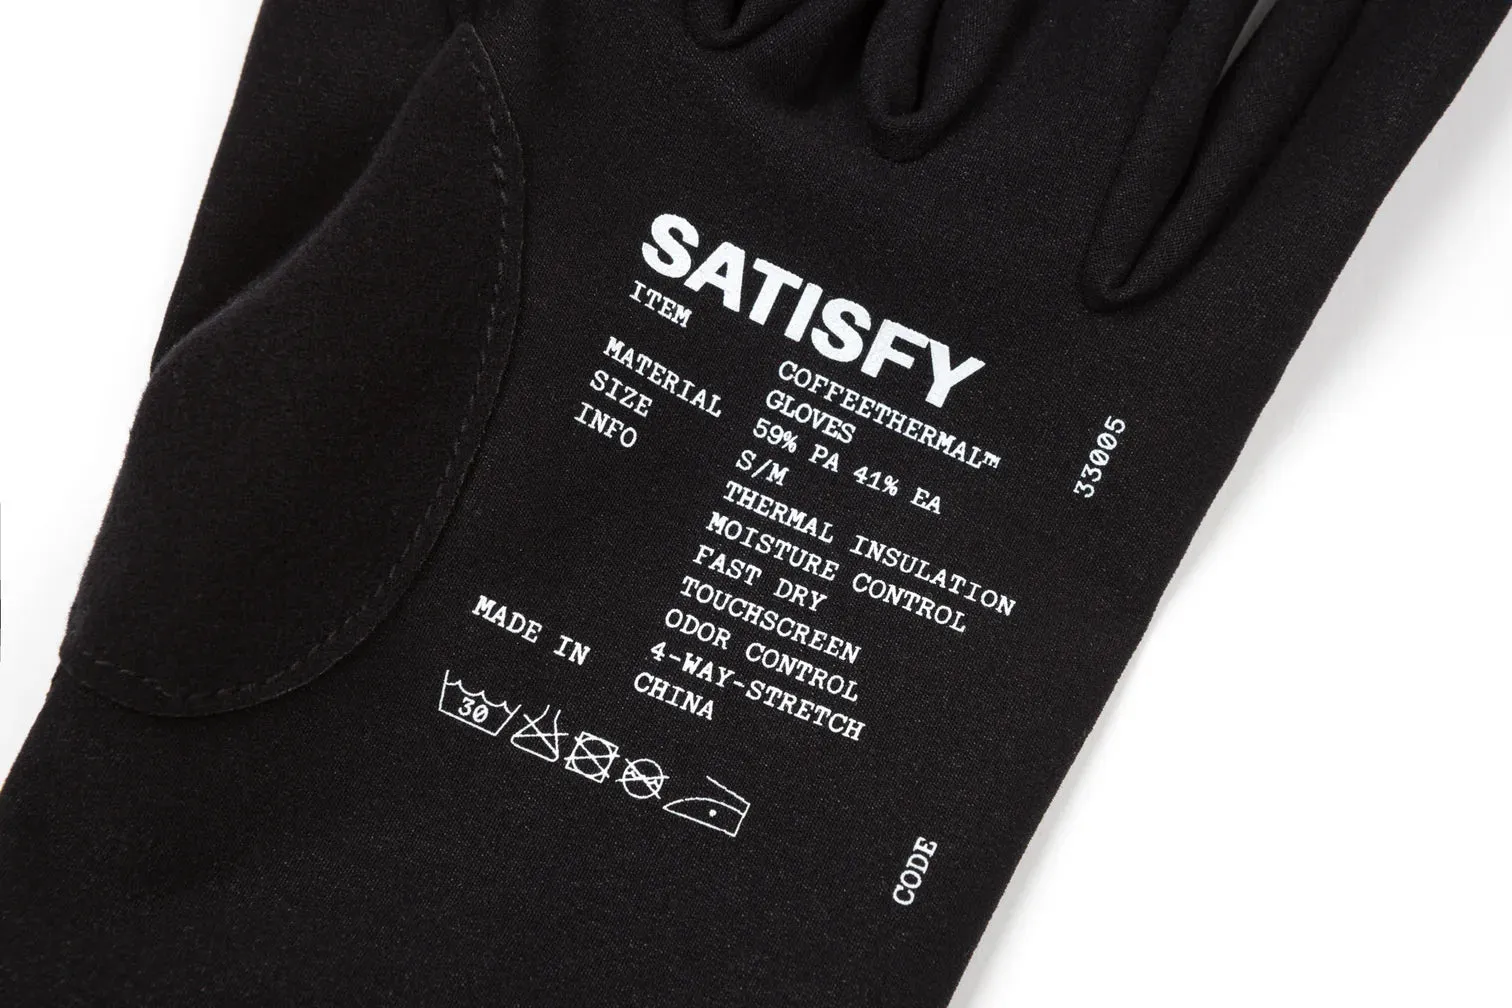 SATISFY
ITEM COFFEETHERMAL™
GLOVES
MATERIAL 59% PA 41% EA
SIZE S/M
INFO THERMAL INSULATION
MOISTURE CONTROL
FAST DRY
TOUCHSCREEN
ODOR CONTROL
4-WAY-STRETCH
MADE IN CHINA
30
CODE 33005